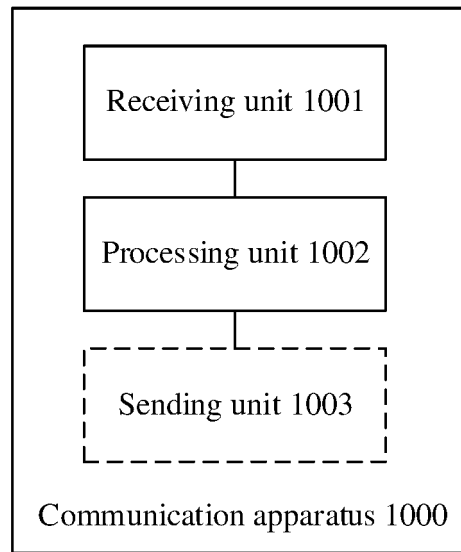 Receiving unit 1001
Processing unit 1002
Sending unit 1003
Communication apparatus 1000